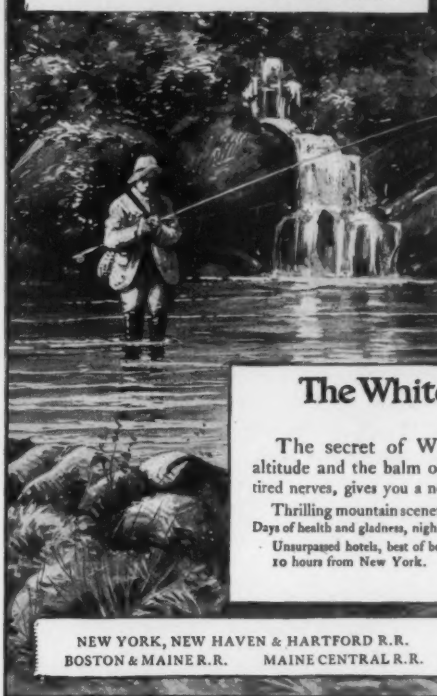 The White
The secret of W
altitude and the balm o
tired nerves, gives you a
Thrilling mountain scene
Days of health and gladness, nigh
Unsurpassed hotels, best of
10 hours from New York.
NEW YORK, NEW HAVEN & HARTFORD R.R.
BOSTON & MAINE R.R. MAINE CENTRAL R.R.